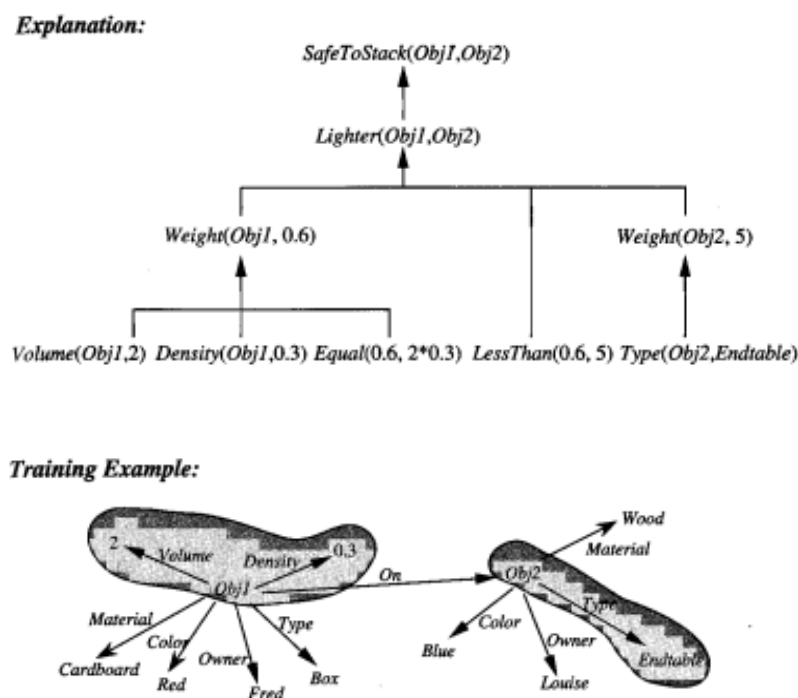 Explanation:
SafeToStack(Obj1,Obj2)
Lighter(Obj1,Obj2)
Weight(Obj1, 0.6)
Weight(Obj2, 5)
Volume(Obj1,2) Density(Obj1,0.3) Equal(0.6, 2*0.3) LessThan(0.6, 5) Type(Obj2,Endtable)
Training Example:
2
Volume
Density
0.3
Obj1
On
Obj2
Wood
Material
Material
Color
Owner
Type
Cardboard
Red
Fred
Box
Type
Color
Owner
Blue
Louise
Endtable